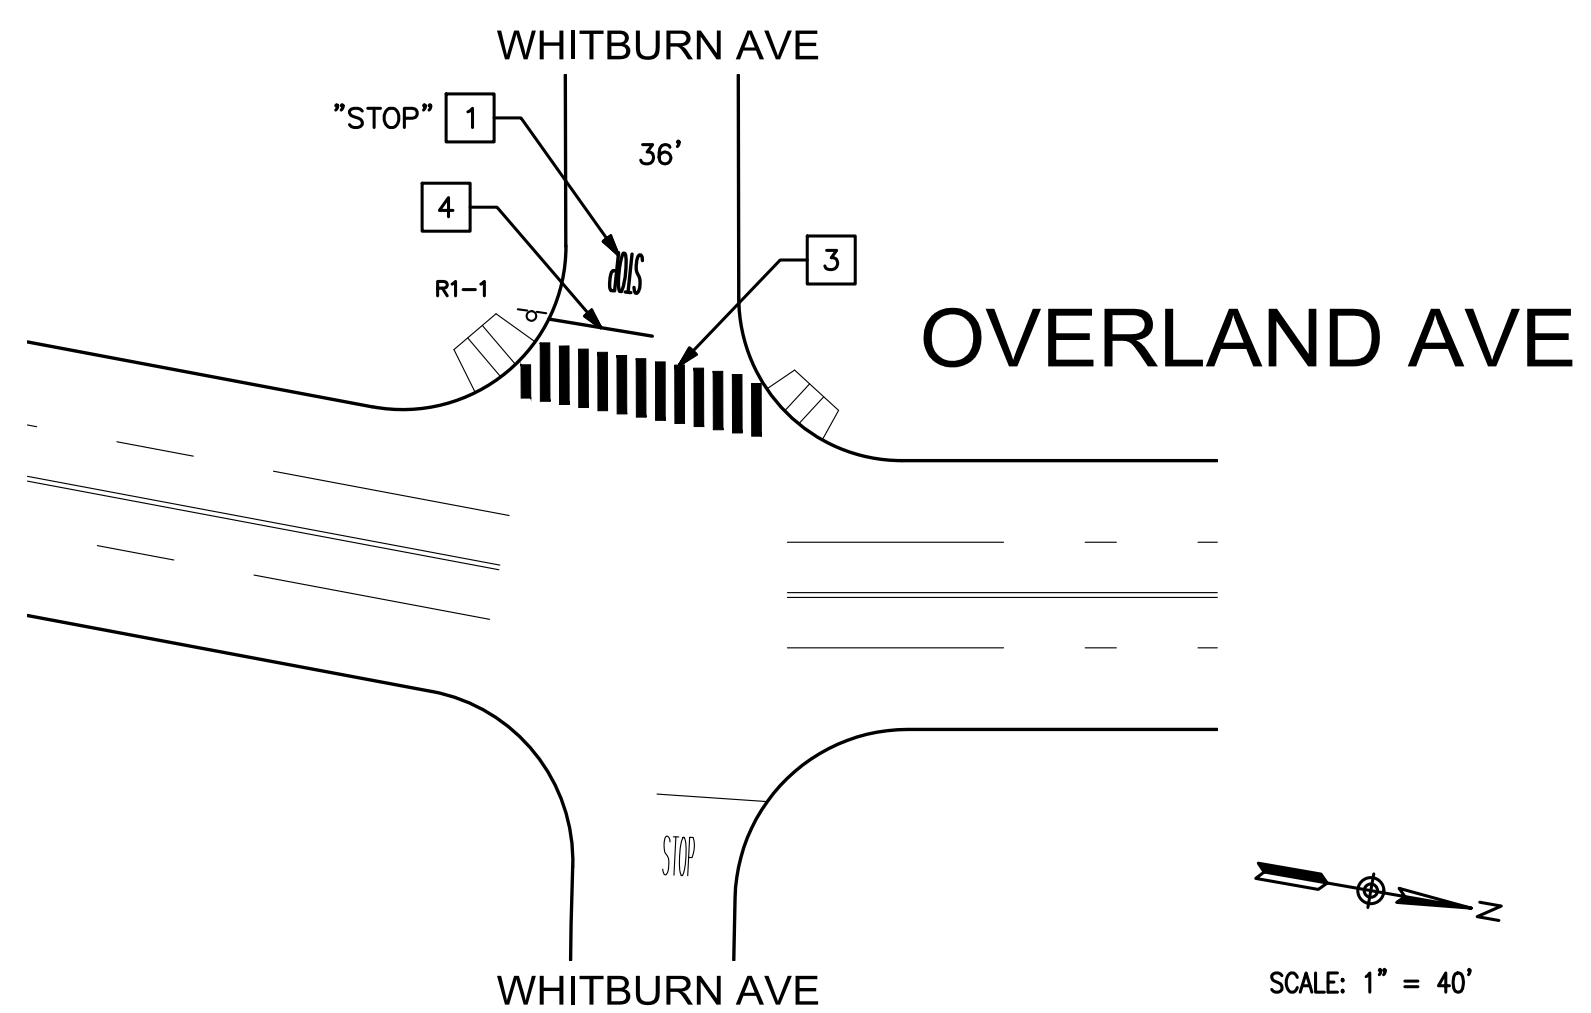 WHITBURN AVE
"STOP" 1
36'
4
STOP
3
R1-1
OVERLAND AVE
STOP
N
WHITBURN AVE
SCALE: 1" = 40'